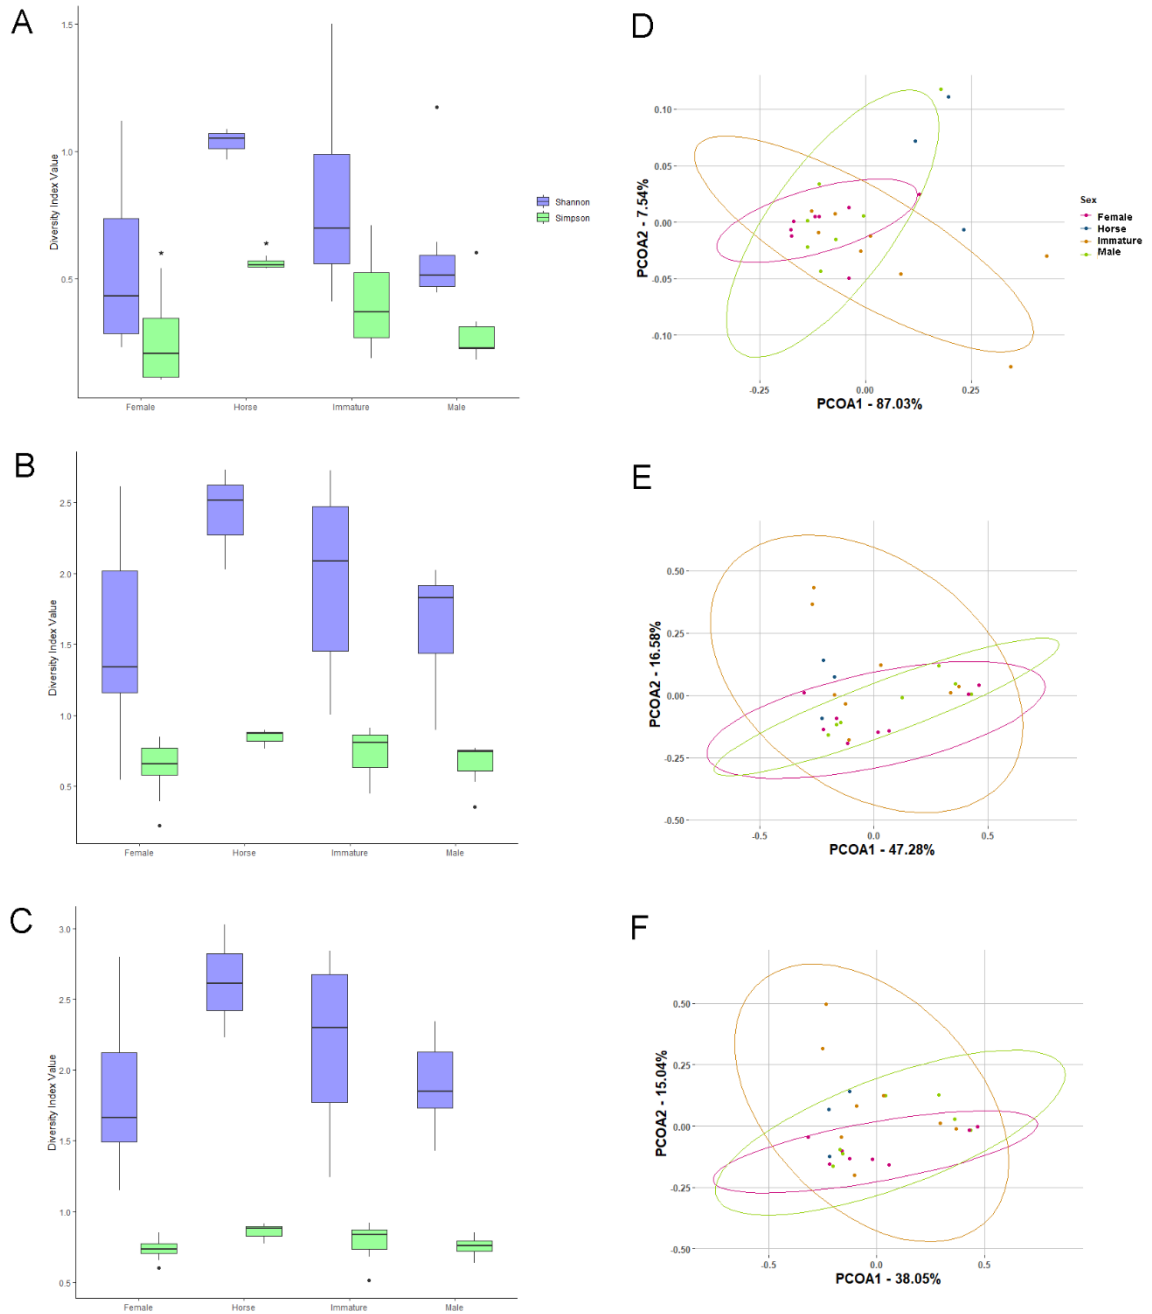 A
Diversity Index Value
1.5
1.0
0.5
*
*
Female
Horse
Immature
Male
Shannon
Simpson
D
PCOA2 - 7.54%
0.10
0.05
0.00
-0.05
-0.10
-0.25
0.00
0.25
PCOA1 - 87.03%
Sex
Female
Horse
Immature
Male
B
Diversity Index Value
2.5
2.0
1.5
1.0
0.5
Female
Horse
Immature
Male
E
PCOA2 - 16.58%
0.50
0.25
0.00
-0.25
-0.50
-0.5
0.0
0.5
PCOA1 - 47.28%
C
Diversity Index Value
3.0
2.5
2.0
1.5
1.0
0.5
Female
Horse
Immature
Male
F
PCOA2 - 15.04%
0.50
0.25
0.00
-0.25
-0.50
-0.5
0.0
0.5
PCOA1 - 38.05%